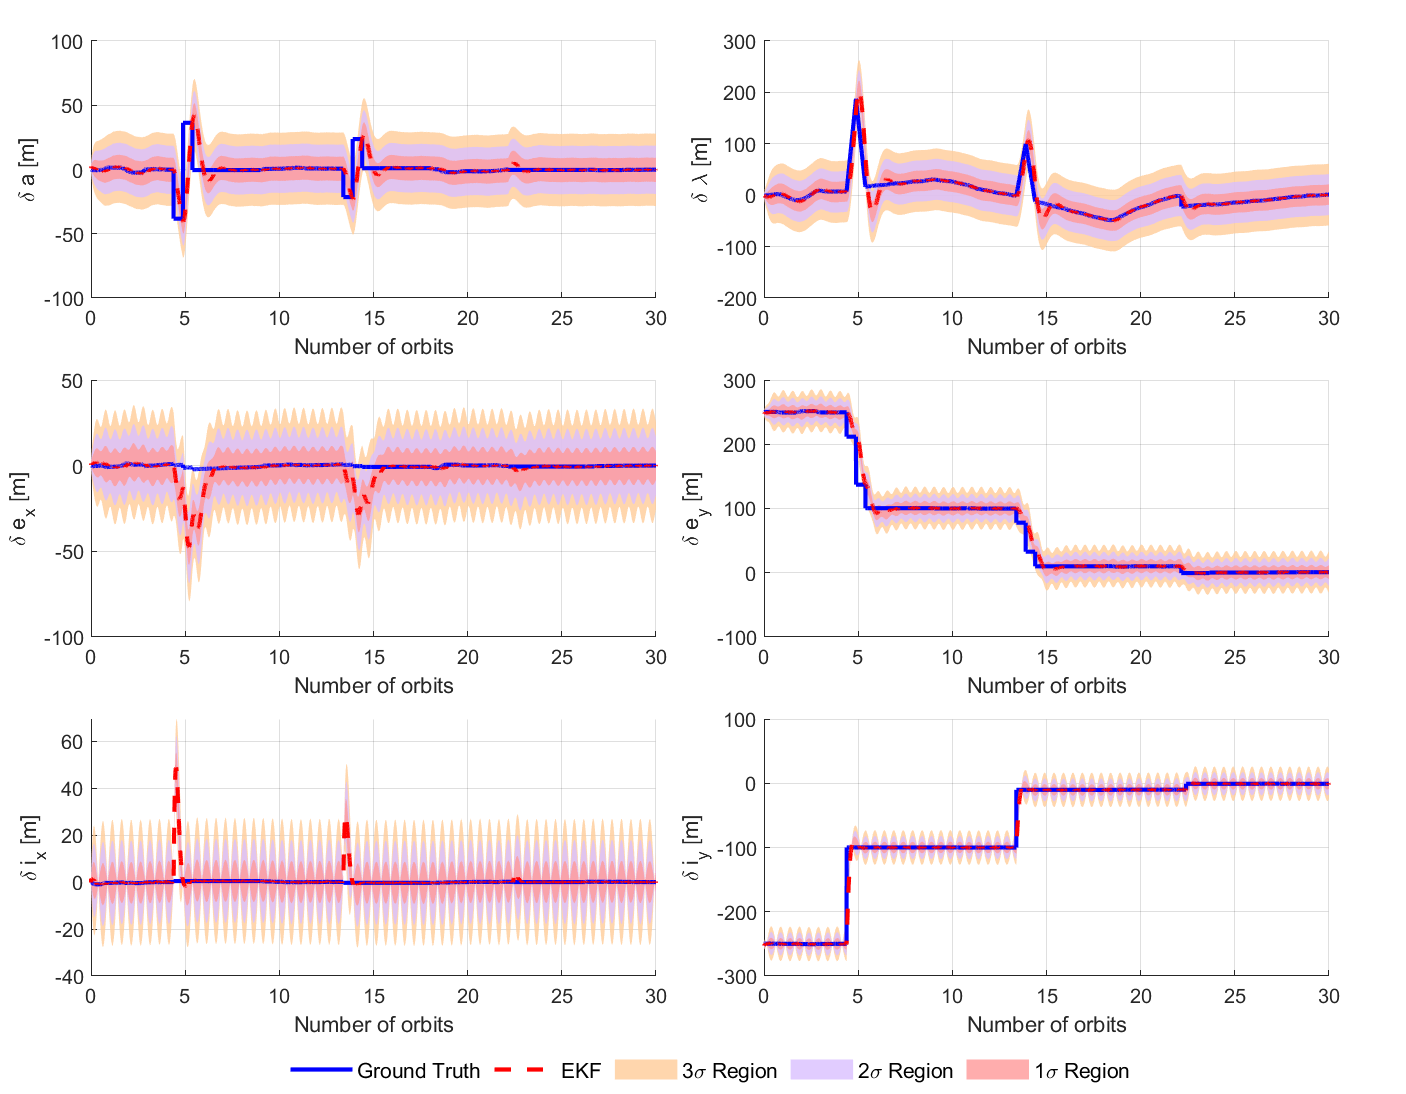 100
50
0
-50
-100
δ a [m]
0 5 10 15 20 25 30
Number of orbits
300
200
100
0
-100
-200
δ λ [m]
0 5 10 15 20 25 30
Number of orbits
50
0
-50
-100
δ e_x [m]
0 5 10 15 20 25 30
Number of orbits
300
200
100
0
-100
δ e_y [m]
0 5 10 15 20 25 30
Number of orbits
60
40
20
0
-20
-40
δ i_x [m]
0 5 10 15 20 25 30
Number of orbits
100
0
-100
-200
-300
δ i_y [m]
0 5 10 15 20 25 30
Number of orbits
Ground Truth EKF 3σ Region 2σ Region 1σ Region